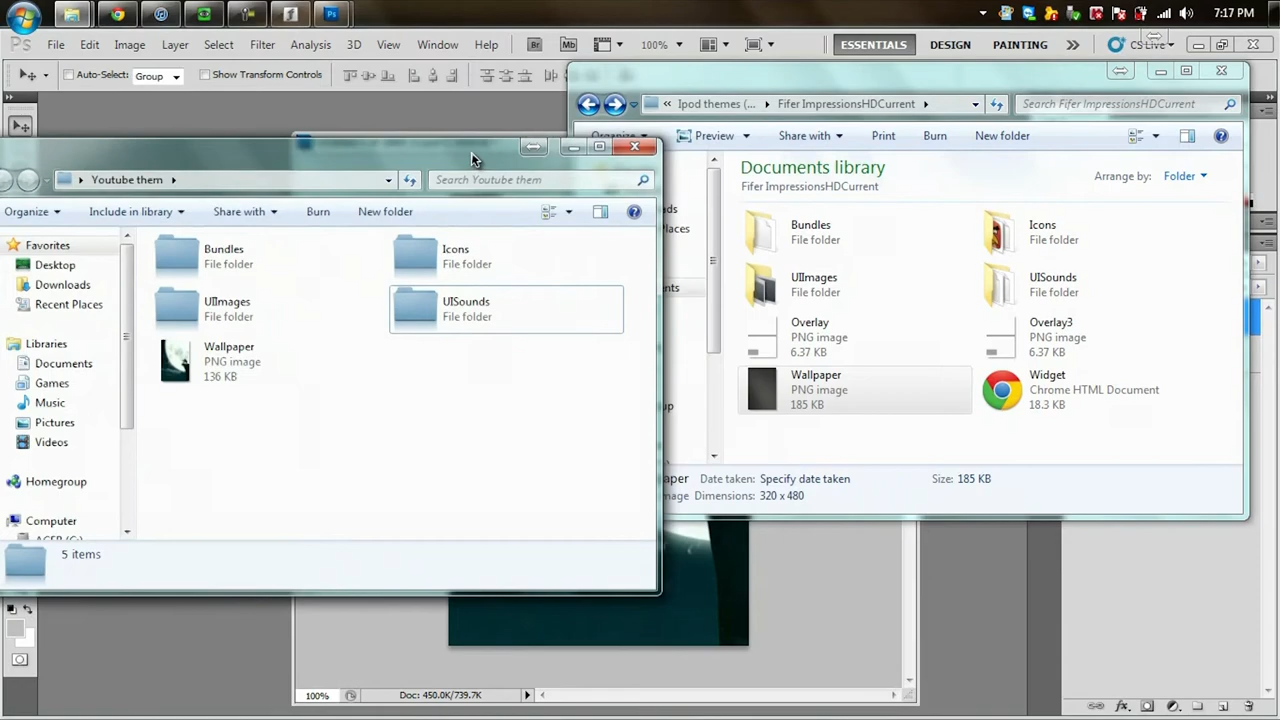 7:17 PM
Ps File Edit Image Layer Select Filter Analysis 3D View Window Help Br Mb 100% ESSENTIALS DESIGN PAINTING CS Live
Auto-Select: Group Show Transform Controls
Ipod themes (... Fifer ImpressionsHDCurrent Search Fifer ImpressionsHDCurrent
Organize Preview Share with Print Burn New folder
Documents library
Fifer ImpressionsHDCurrent
Arrange by: Folder
Bundles
File folder
Icons
File folder
UIImages
File folder
UISounds
File folder
Overlay
PNG image
6.37 KB
Overlay3
PNG image
6.37 KB
Wallpaper
PNG image
185 KB
Widget
Chrome HTML Document
18.3 KB
Date taken: Specify date taken
Size: 185 KB
Dimensions: 320 x 480
Youtube them Search Youtube them
Organize Include in library Share with Burn New folder
Favorites
Desktop
Downloads
Recent Places
Libraries
Documents
Games
Music
Pictures
Videos
Homegroup
Computer
Bundles
File folder
Icons
File folder
UIImages
File folder
UISounds
File folder
Wallpaper
PNG image
136 KB
5 items
100% Doc: 450.0K/739.7K